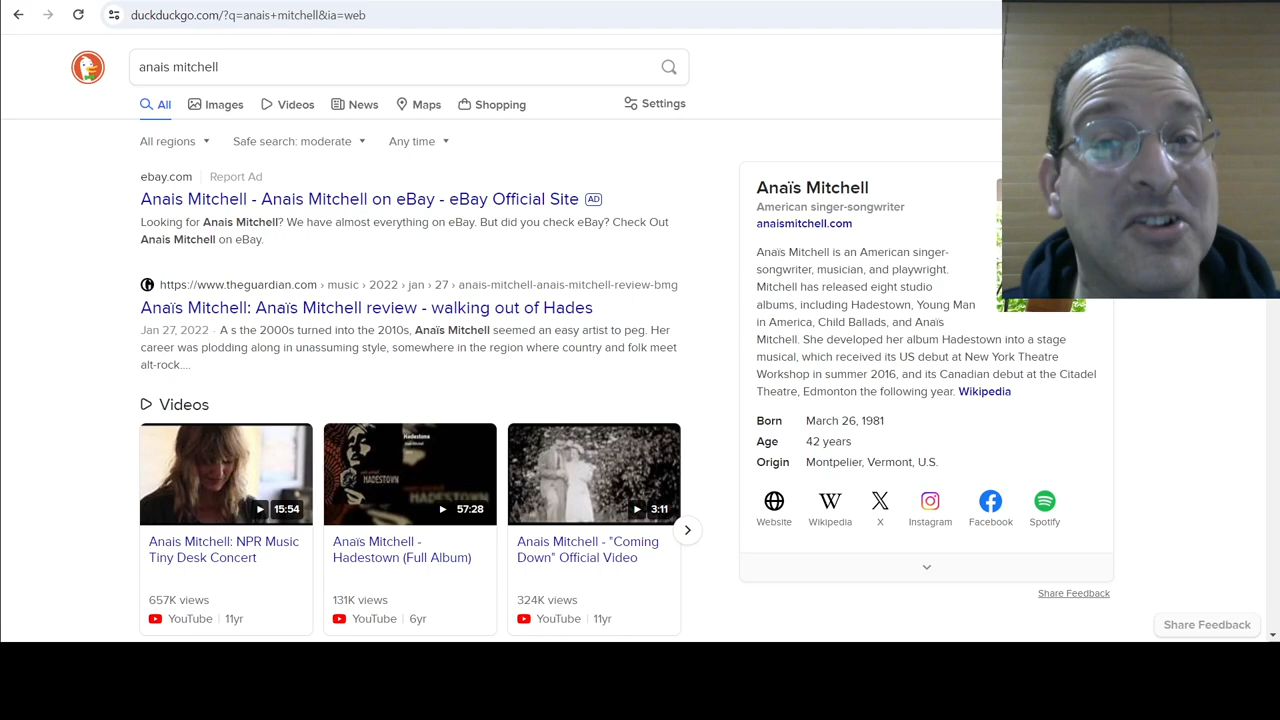 duckduckgo.com/?q=anais+mitchell&ia=web
anais mitchell
All
Images
Videos
News
Maps
Shopping
Settings
All regions
Safe search: moderate
Any time
ebay.com
Report Ad
Anais Mitchell - Anais Mitchell on eBay - eBay Official Site
AD
Looking for Anais Mitchell? We have almost everything on eBay. But did you check eBay? Check Out
Anais Mitchell on eBay.
https://www.theguardian.com › music › 2022 › jan › 27 › anais-mitchell-anais-mitchell-review-bmg
Anaïs Mitchell: Anaïs Mitchell review - walking out of Hades
Jan 27, 2022 · A s the 2000s turned into the 2010s, Anaïs Mitchell seemed an easy artist to peg. Her
career was plodding along in unassuming style, somewhere in the region where country and folk meet
alt-rock....
Videos
15:54
Anais Mitchell: NPR Music
Tiny Desk Concert
657K views
YouTube | 11yr
Hadestown
HADESTOWN
HADESTOWN
57:28
Anaïs Mitchell -
Hadestown (Full Album)
131K views
YouTube | 6yr
3:11
Anais Mitchell - "Coming
Down" Official Video
324K views
YouTube | 11yr
Anaïs Mitchell
American singer-songwriter
anaismitchell.com
Anaïs Mitchell is an American singer-
songwriter, musician, and playwright.
Mitchell has released eight studio
albums, including Hadestown, Young Man
in America, Child Ballads, and Anaïs
Mitchell. She developed her album Hadestown into a stage
musical, which received its US debut at New York Theatre
Workshop in summer 2016, and its Canadian debut at the Citadel
Theatre, Edmonton the following year. Wikipedia
Born March 26, 1981
Age 42 years
Origin Montpelier, Vermont, U.S.
Website
Wikipedia
X
Instagram
Facebook
Spotify
Share Feedback
Share Feedback